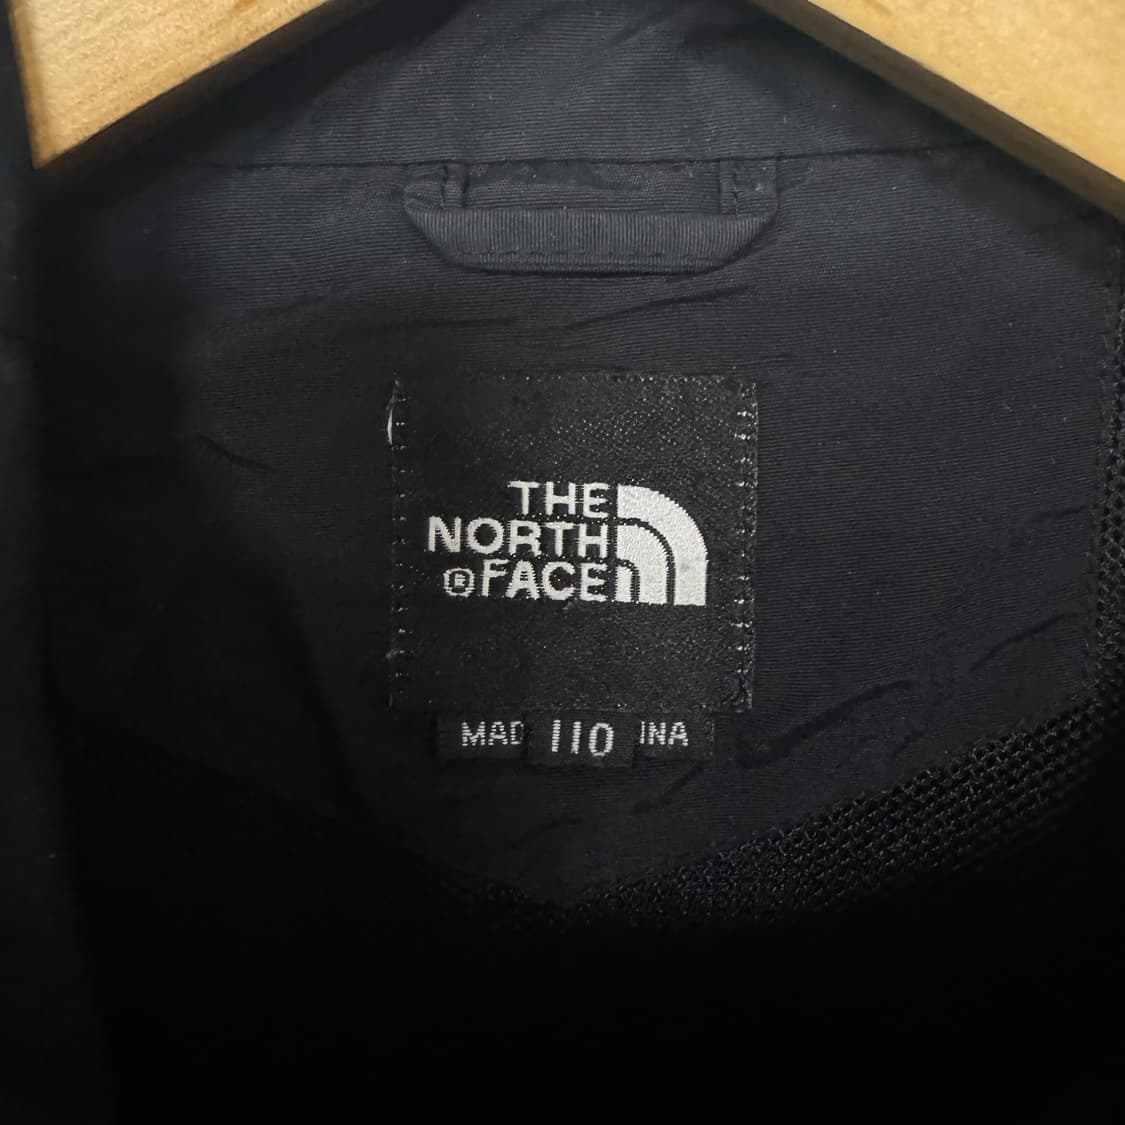 THE
NORTH
® FACE
MAD 110 INA